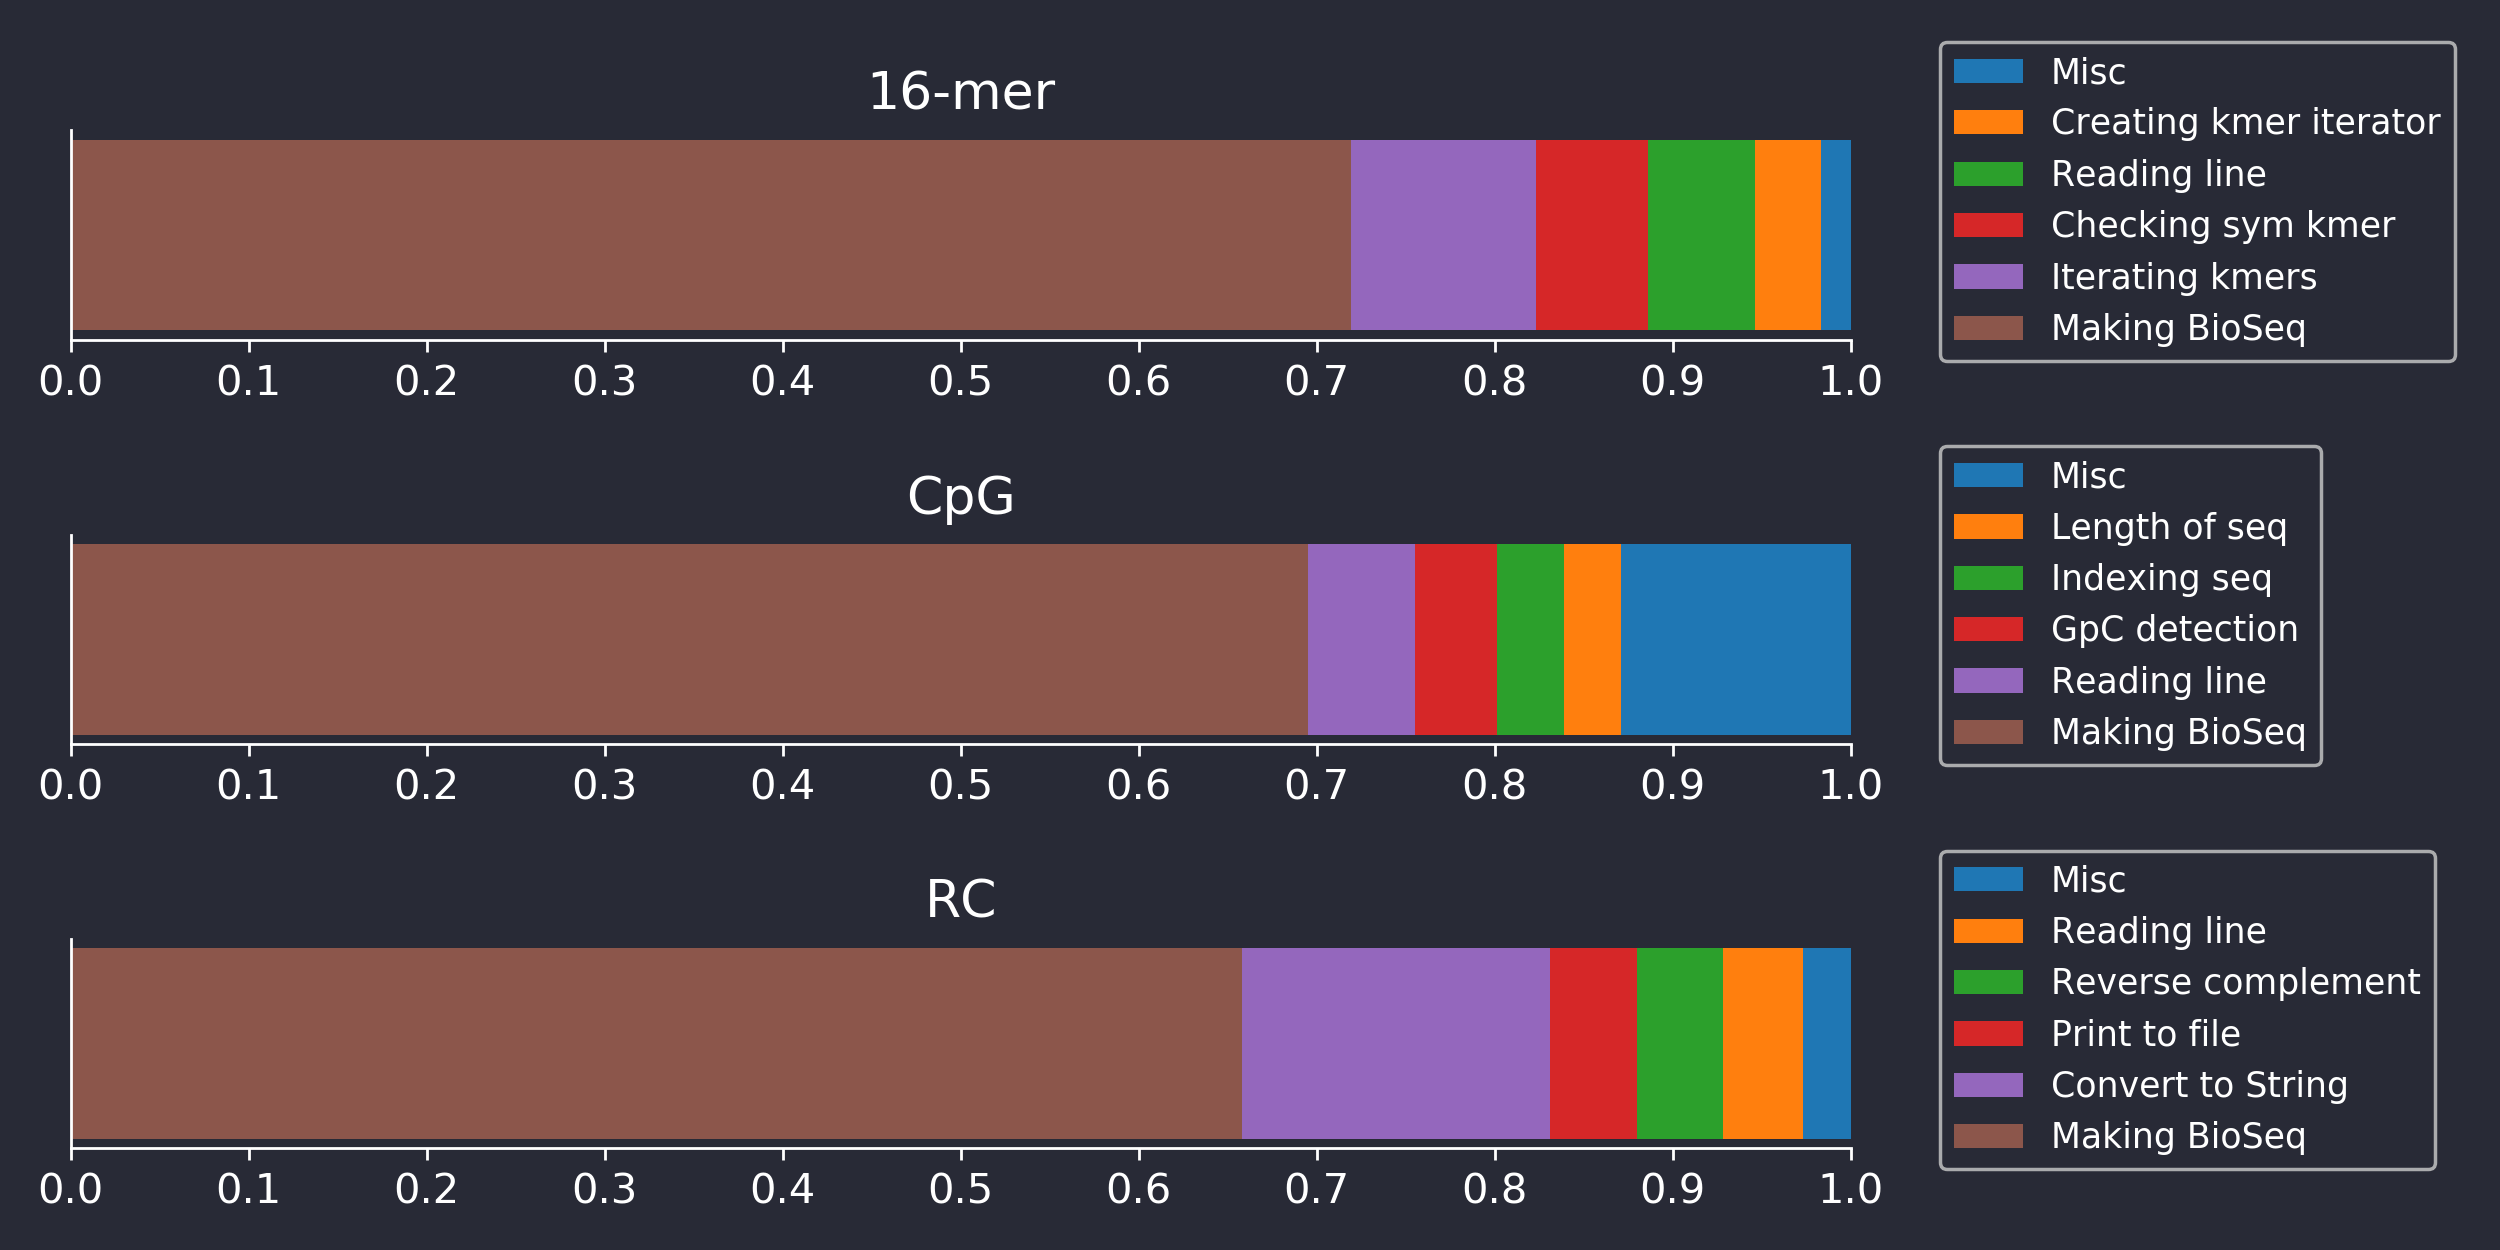 16-mer
0.0 0.1 0.2 0.3 0.4 0.5 0.6 0.7 0.8 0.9 1.0
Misc
Creating kmer iterator
Reading line
Checking sym kmer
Iterating kmers
Making BioSeq
CpG
0.0 0.1 0.2 0.3 0.4 0.5 0.6 0.7 0.8 0.9 1.0
Misc
Length of seq
Indexing seq
GpC detection
Reading line
Making BioSeq
RC
0.0 0.1 0.2 0.3 0.4 0.5 0.6 0.7 0.8 0.9 1.0
Misc
Reading line
Reverse complement
Print to file
Convert to String
Making BioSeq